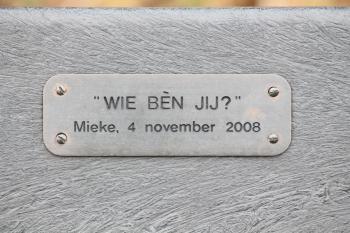 "WIE BÈN JIJ?"
Mieke, 4 november 2008